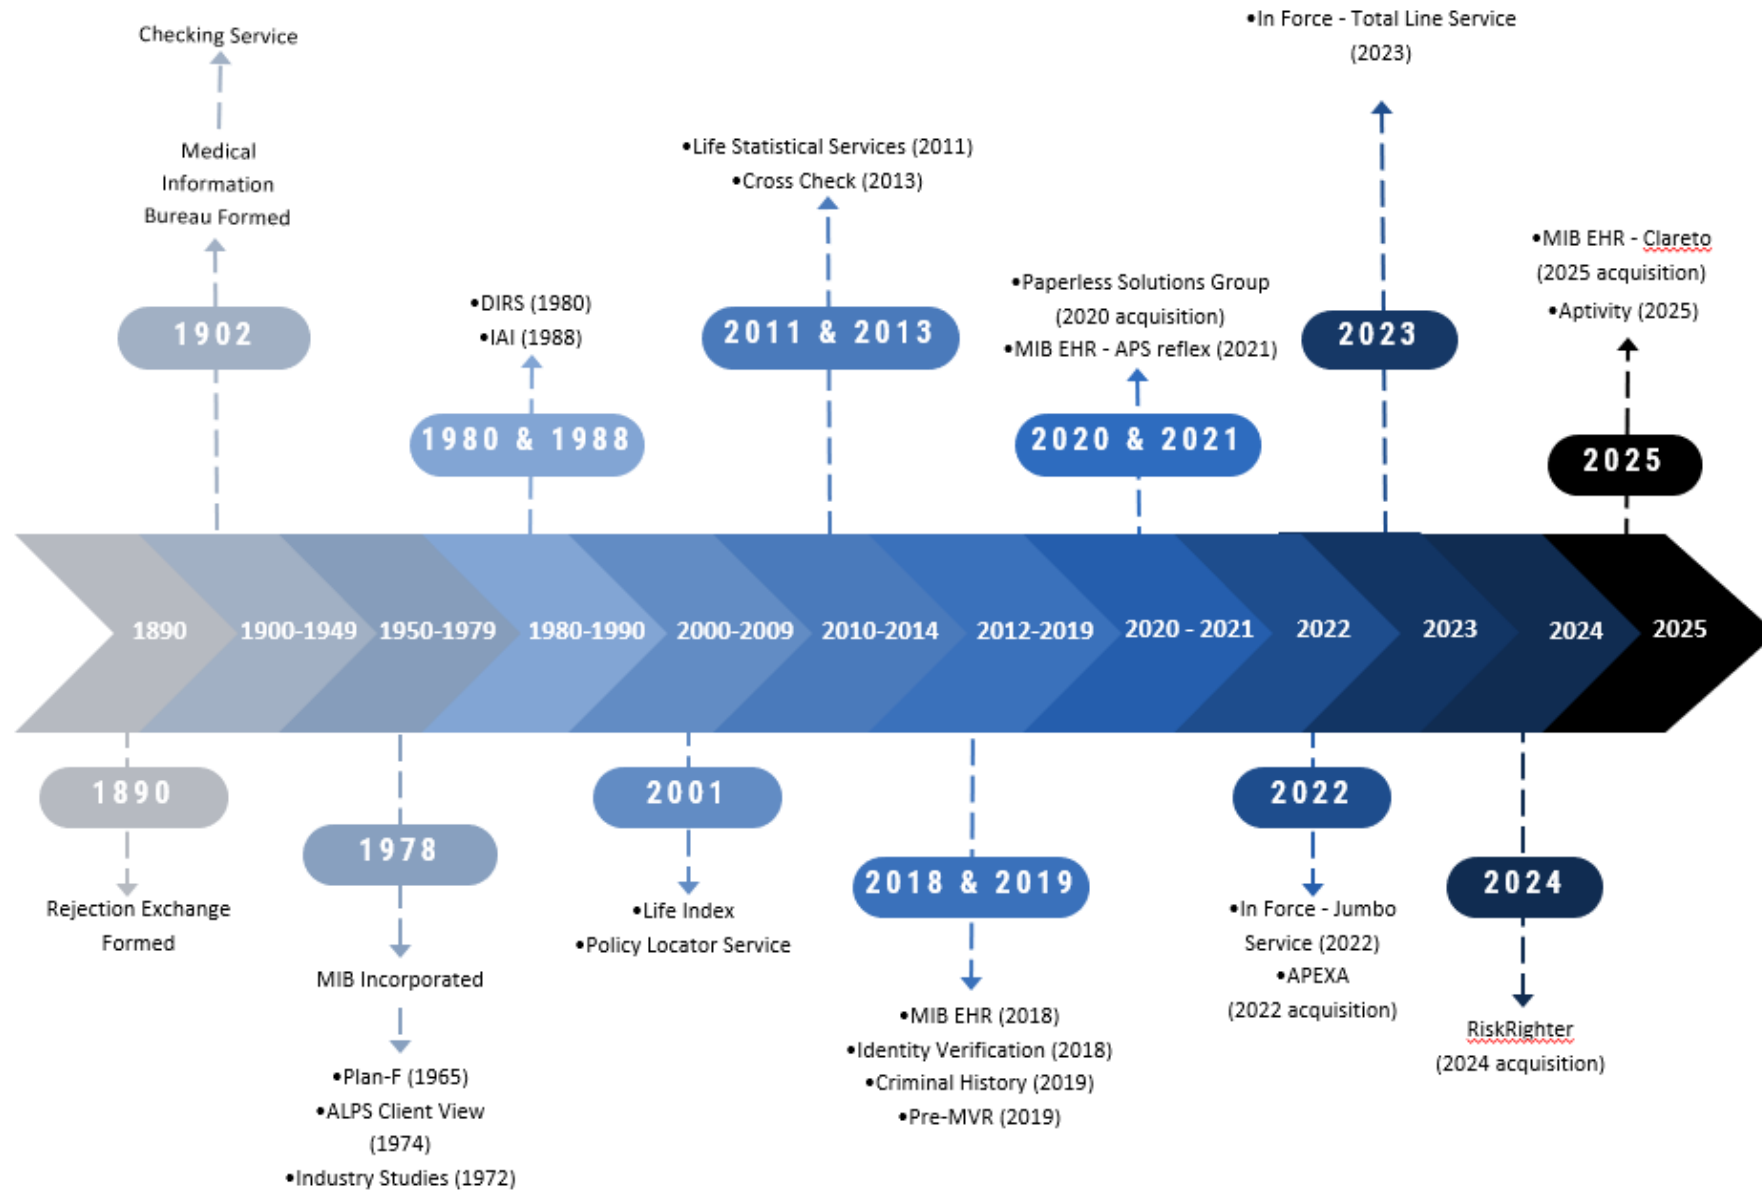 Checking Service
Medical
Information
Bureau Formed
1902
•DIRS (1980)
•IAI (1988)
1980 & 1988
•Life Statistical Services (2011)
•Cross Check (2013)
2011 & 2013
•Paperless Solutions Group
(2020 acquisition)
•MIB EHR - APS reflex (2021)
2020 & 2021
•In Force - Total Line Service
(2023)
2023
•MIB EHR - Clareto
(2025 acquisition)
•Aptivity (2025)
2025
1890
1900-1949
1950-1979
1980-1990
2000-2009
2010-2014
2012-2019
2020 - 2021
2022
2023
2024
2025
1890
Rejection Exchange
Formed
1978
MIB Incorporated
•Plan-F (1965)
•ALPS Client View
(1974)
•Industry Studies (1972)
2001
•Life Index
•Policy Locator Service
2018 & 2019
•MIB EHR (2018)
•Identity Verification (2018)
•Criminal History (2019)
•Pre-MVR (2019)
2022
•In Force - Jumbo
Service (2022)
•APEXA
(2022 acquisition)
2024
RiskRighter
(2024 acquisition)